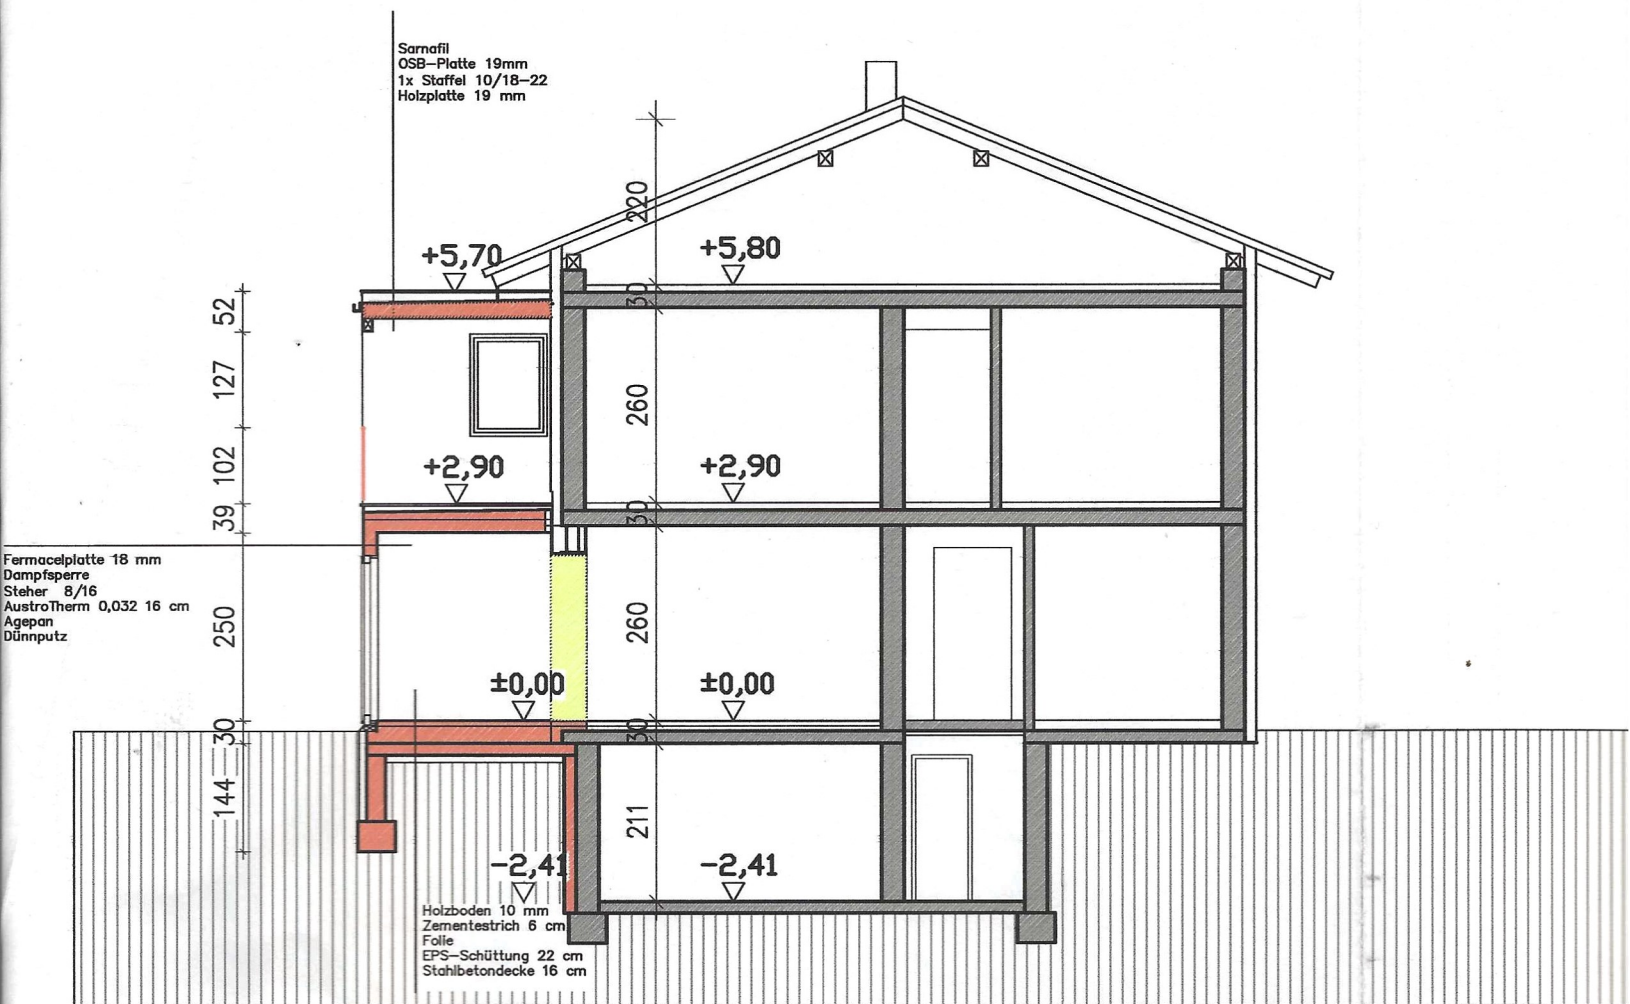 Sarnafil
OSB-Platte 19mm
1x Staffel 10/18-22
Holzplatte 19 mm
220
+5,70
+5,80
52
30
127
260
102
+2,90
+2,90
39
30
Fermacelplatte 18 mm
Dampfsperre
Steher 8/16
AustroTherm 0,032 16 cm
Agepan
Dünnputz
250
260
±0,00
±0,00
30
30
144
211
-2,41
-2,41
Holzboden 10 mm
Zementestrich 6 cm
Folie
EPS-Schüttung 22 cm
Stahlbetondecke 16 cm